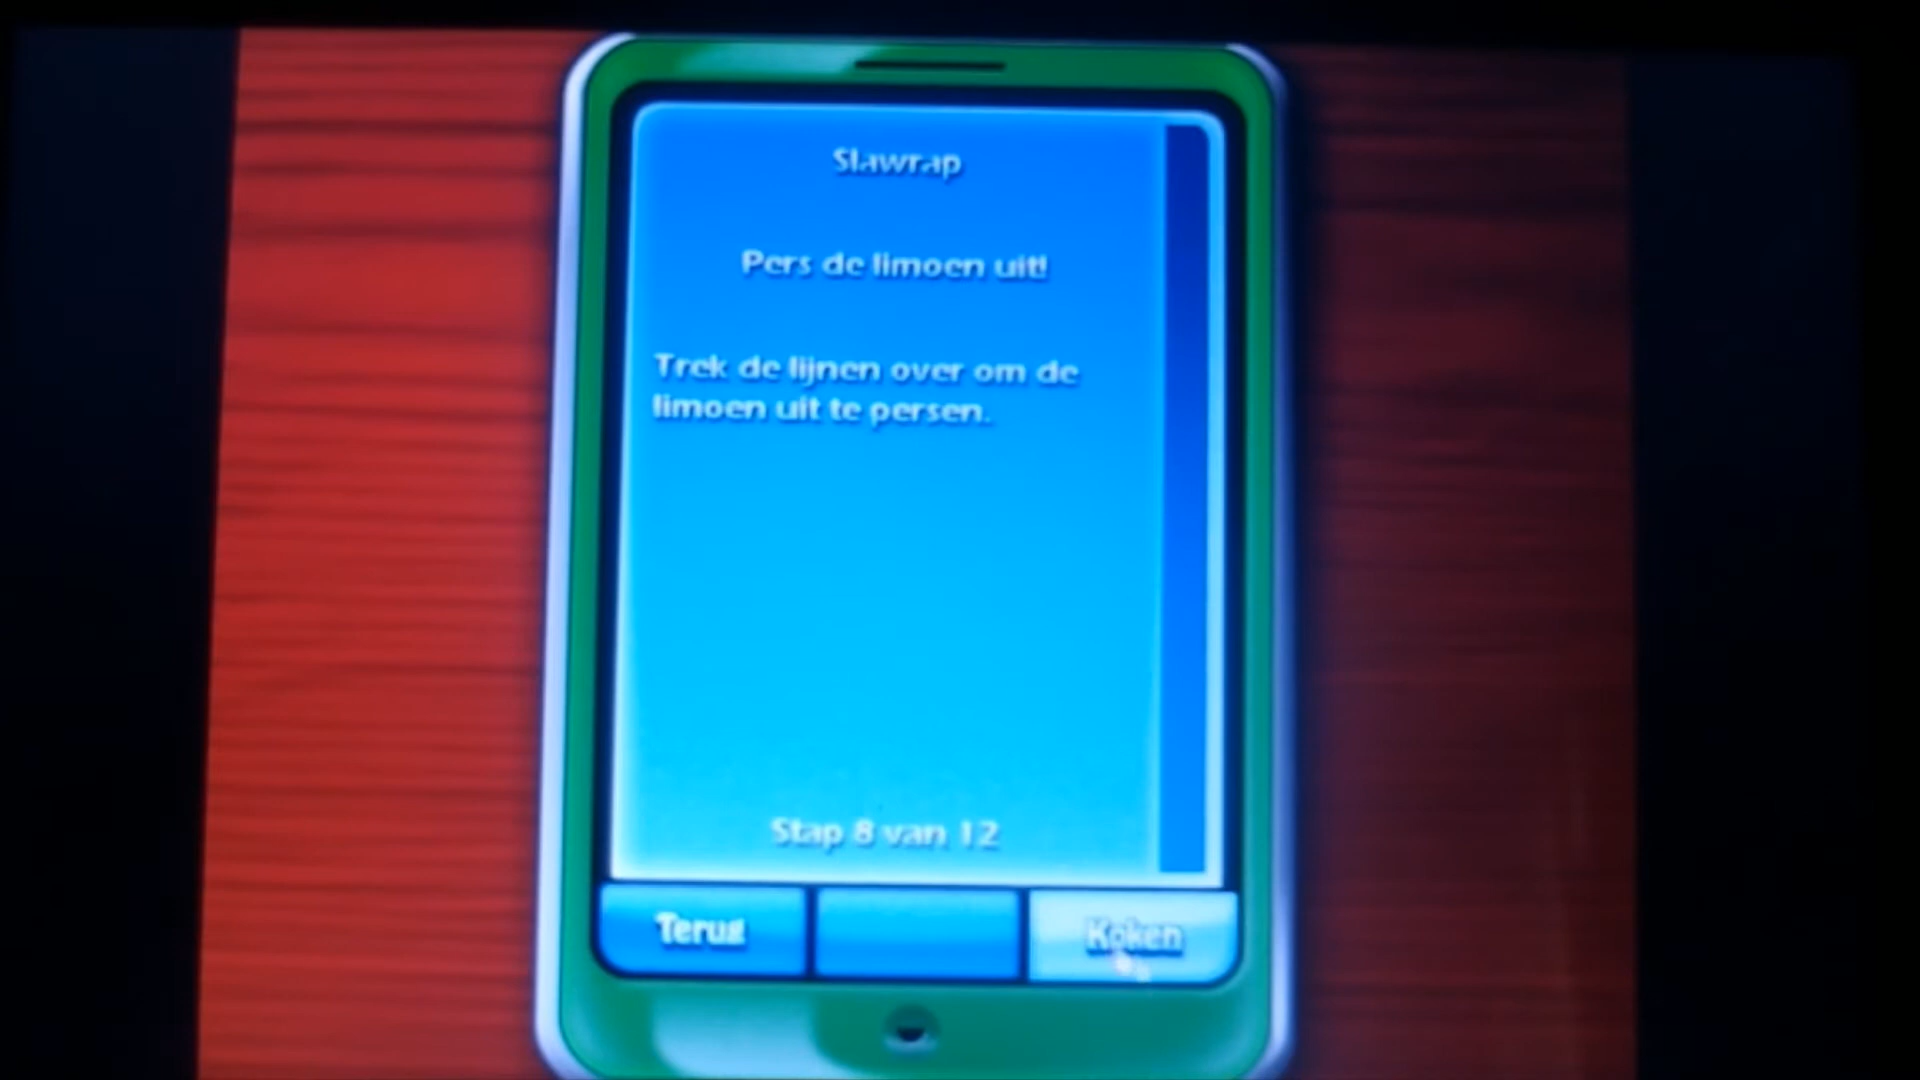 Slawrap
Pers de limoen uit!
Trek de lijnen over om de
limoen uit te persen.
Stap 8 van 12
Terug
Koken